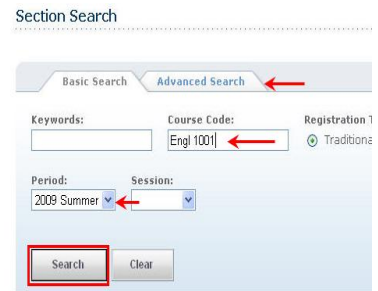 Section Search
Basic Search Advanced Search
Keywords: Course Code: Registration T
Engl 1001 Traditiona
Period: Session:
2009 Summer
Search Clear